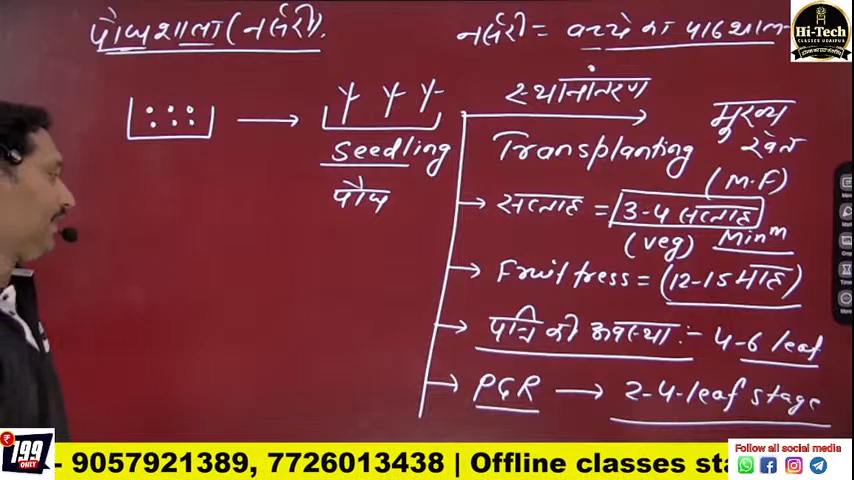 पौधशाला (नर्सरी).
नर्सरी = बच्चो का पाठशाला
Hi-Tech
CLASSES UDAIPUR
स्थानांतरण
Seedling
पौध
Transplanting
मुख्य
खेत
(M.F)
सप्ताह = 3-4 सप्ताह
(veg) Minm
Fruit tress = (12-15 माह)
पत्ति की अवस्था :- 4-6 leaf
PGR → 2-4-leaf stage
₹
199
ONLY
- 9057921389, 7726013438 | Offline classes sta
Follow all social media